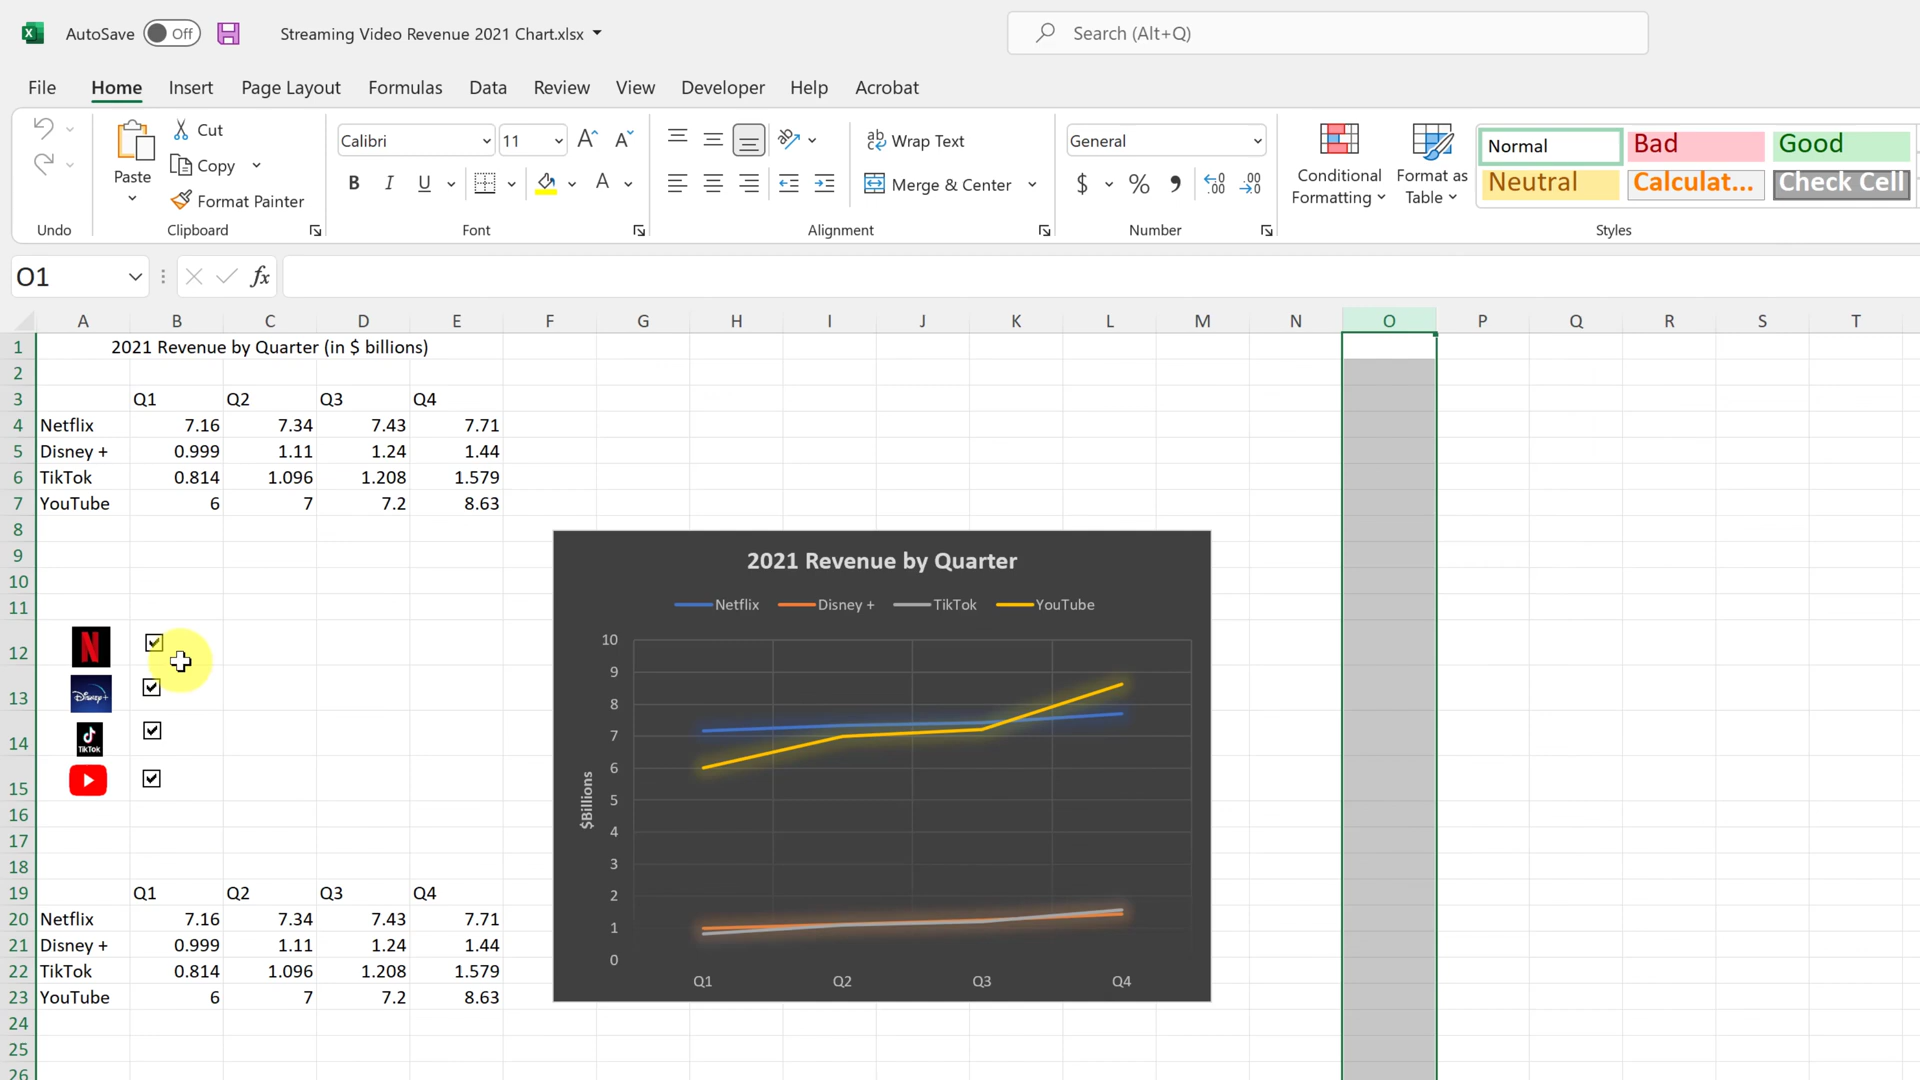 AutoSave Off Streaming Video Revenue 2021 Chart.xlsx Search (Alt+Q)
File Home Insert Page Layout Formulas Data Review View Developer Help Acrobat
Paste
Cut
Copy
Format Painter
Calibri 11
B I U A
ab Wrap Text
Merge & Center
General
$ % 9 .00 .00
Conditional Formatting
Format as Table
Normal Bad Good
Neutral Calculat... Check Cell
Undo Clipboard Font Alignment Number Styles
O1 fx
A B C D E F G H I J K L M N O P Q R S T
1 2021 Revenue by Quarter (in $ billions)
2
3 Q1 Q2 Q3 Q4
4 Netflix 7.16 7.34 7.43 7.71
5 Disney + 0.999 1.11 1.24 1.44
6 TikTok 0.814 1.096 1.208 1.579
7 YouTube 6 7 7.2 8.63
8
9
10
11
12 N
13 Disney+
14 TikTok
15
16
17
18
19 Q1 Q2 Q3 Q4
20 Netflix 7.16 7.34 7.43 7.71
21 Disney + 0.999 1.11 1.24 1.44
22 TikTok 0.814 1.096 1.208 1.579
23 YouTube 6 7 7.2 8.63
24
25
26
2021 Revenue by Quarter
Netflix Disney + TikTok YouTube
$Billions
10
9
8
7
6
5
4
3
2
1
0
Q1 Q2 Q3 Q4